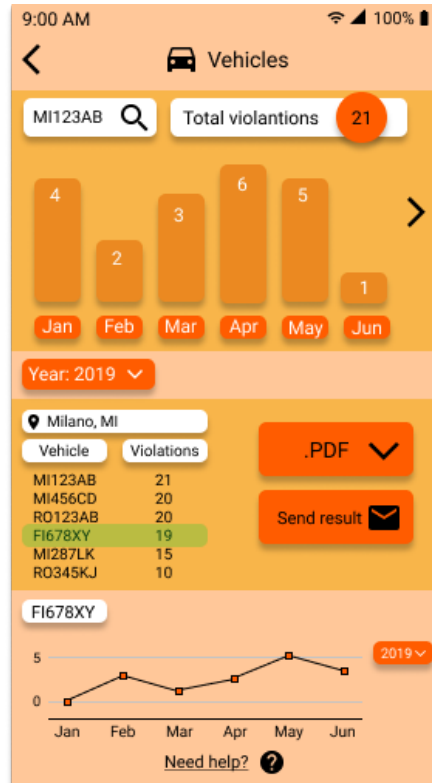 9:00 AM 100%
Vehicles
MI123AB Total violantions 21
4 2 3 6 5 1
Jan Feb Mar Apr May Jun
Year: 2019
Milano, MI
Vehicle Violations
MI123AB 21
MI456CD 20
RO123AB 20
FI678XY 19
MI287LK 15
RO345KJ 10
.PDF
Send result
FI678XY
2019
5
0
Jan Feb Mar Apr May Jun
Need help? ?